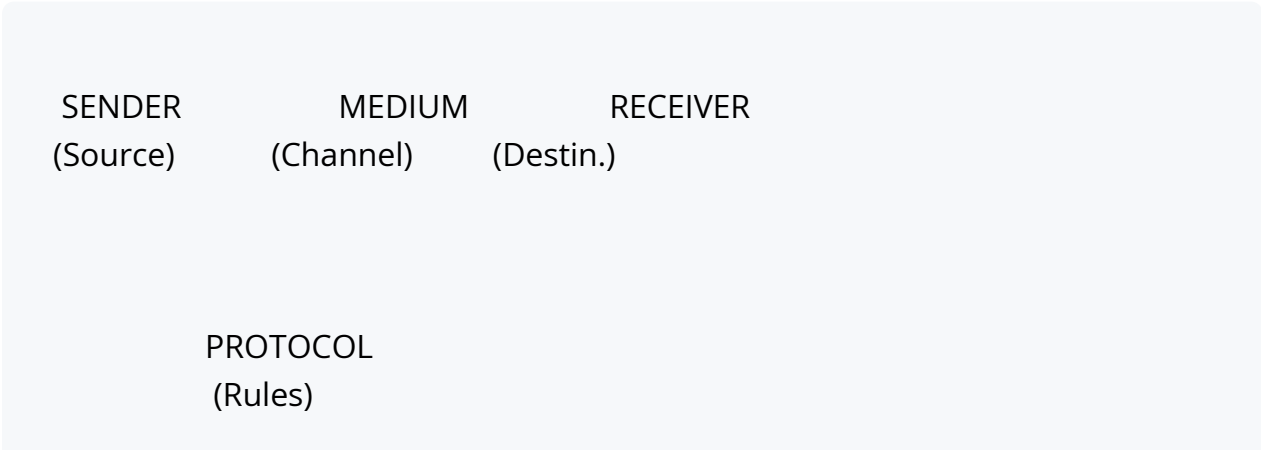 SENDER MEDIUM RECEIVER
(Source) (Channel) (Destin.)
PROTOCOL
(Rules)